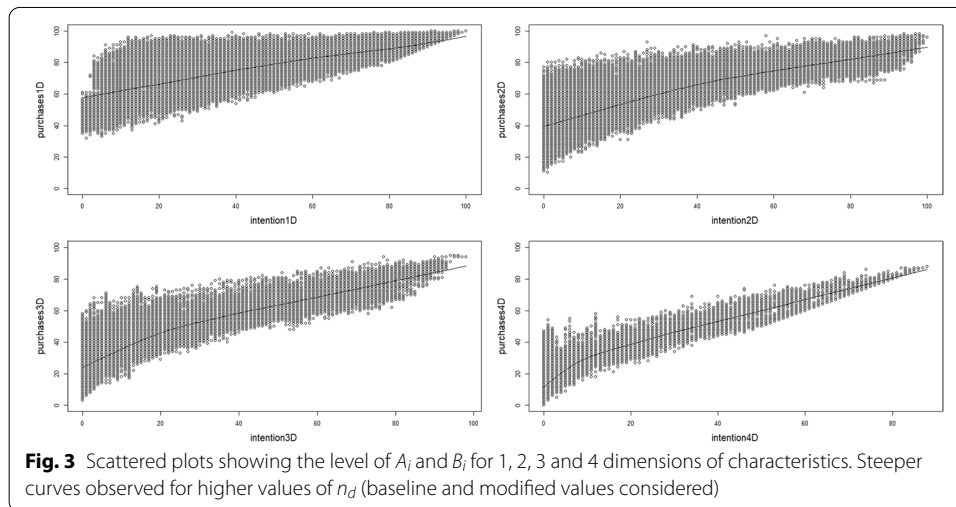 purchases1D
100
80
60
40
20
0
0 20 40 60 80 100
intention1D
purchases2D
100
80
60
40
20
0
0 20 40 60 80 100
intention2D
purchases3D
100
80
60
40
20
0
0 20 40 60 80 100
intention3D
purchases4D
100
80
60
40
20
0
0 20 40 60 80
intention4D
Fig. 3 Scattered plots showing the level of Ai and Bi for 1, 2, 3 and 4 dimensions of characteristics. Steeper
curves observed for higher values of nd (baseline and modified values considered)